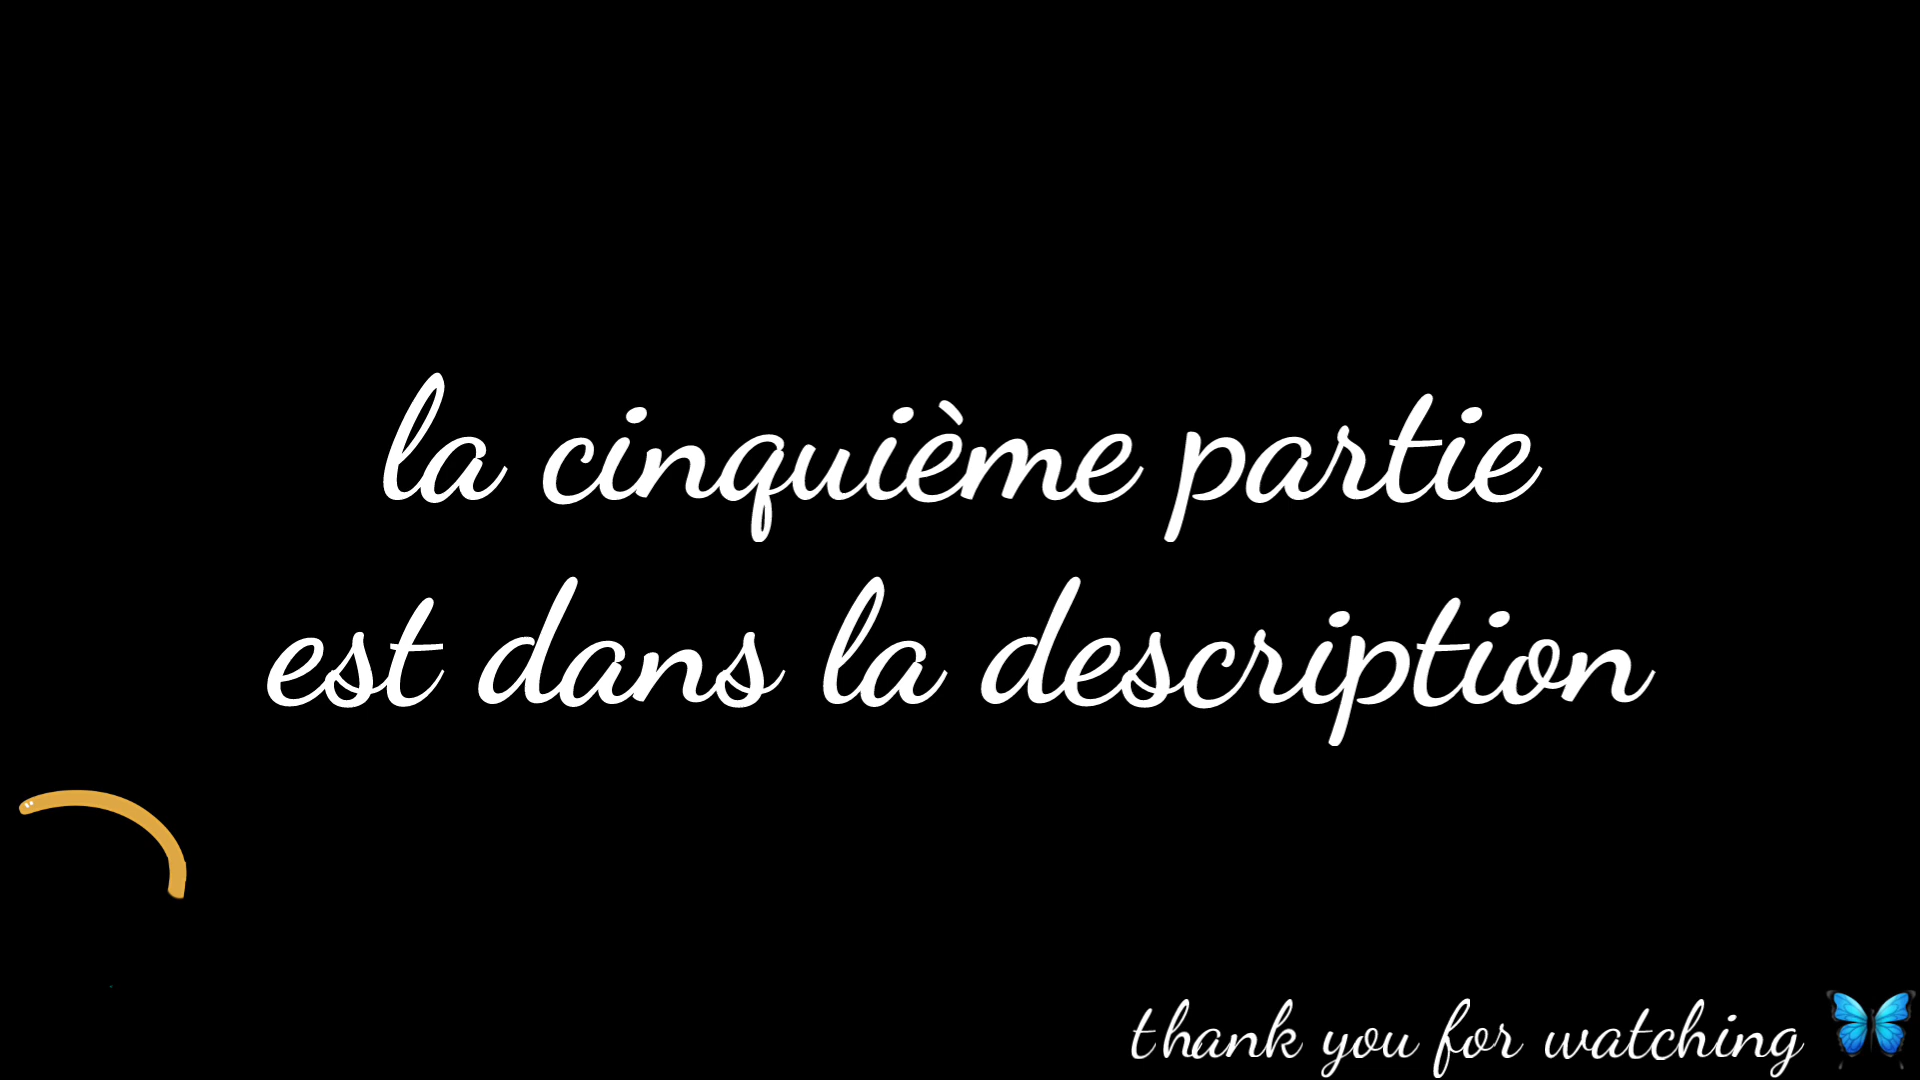 la cinquième partie
est dans la description
thank you for watching 🦋